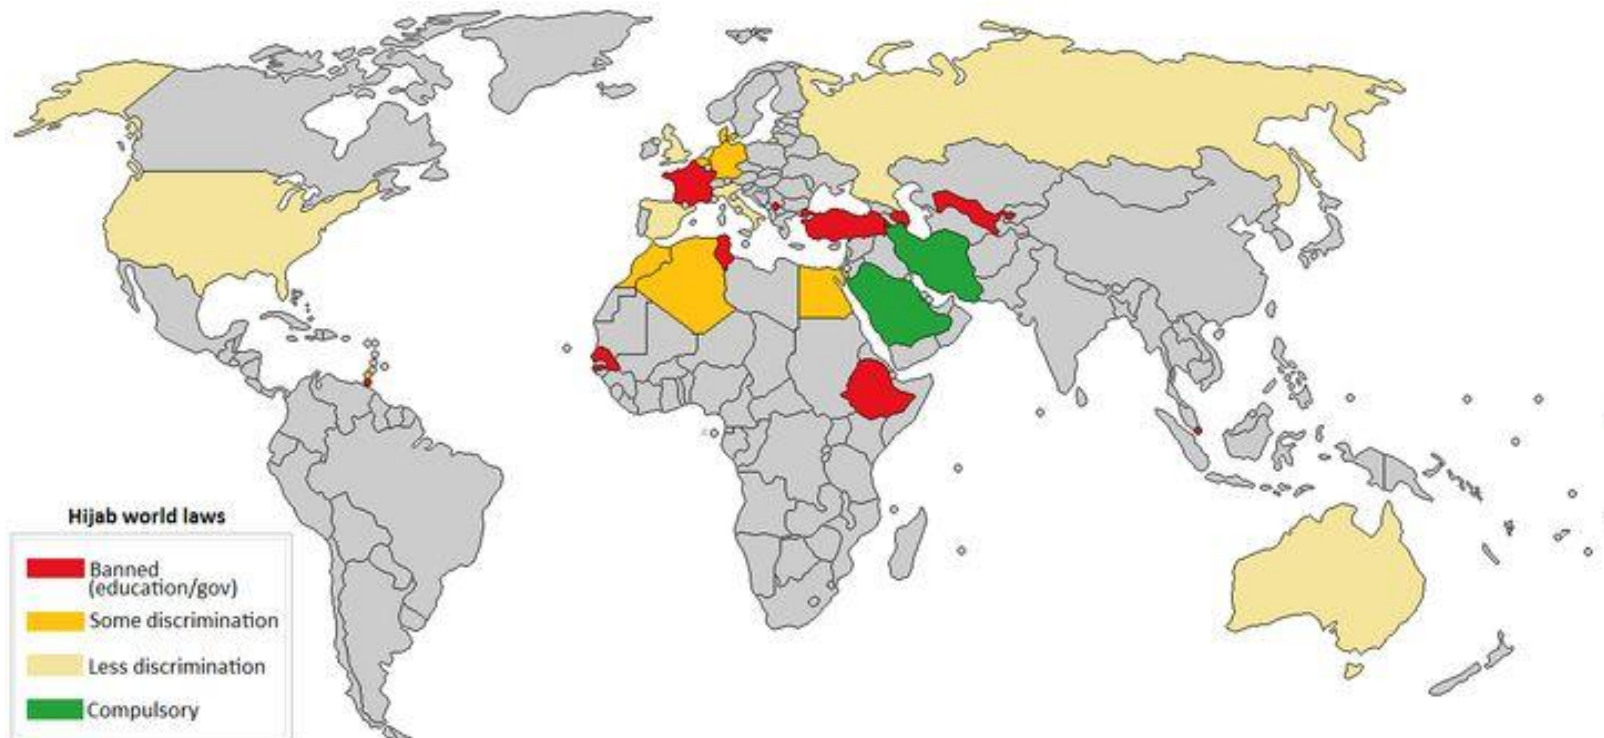 Hijab world laws
Banned
(education/gov)
Some discrimination
Less discrimination
Compulsory